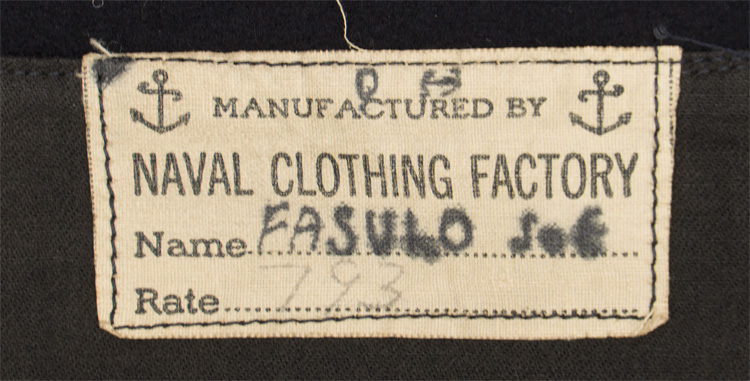 MANUFACTURED BY
NAVAL CLOTHING FACTORY
Name FASULO JOE
Rate 793